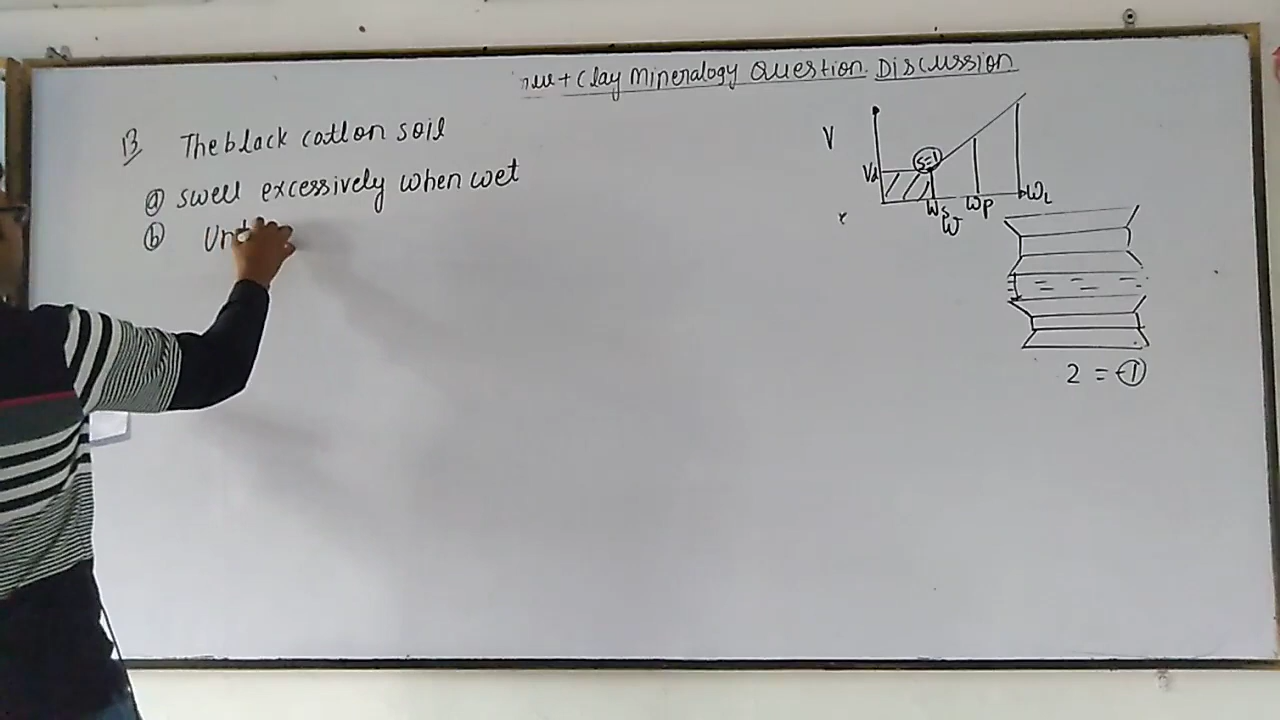 + Clay Mineralogy Question Discussion
13 The black cotton soil
(a) swell excessively when wet
(b)
V
Vd
S=1
Ws
Wp
WL
W
2 =
1